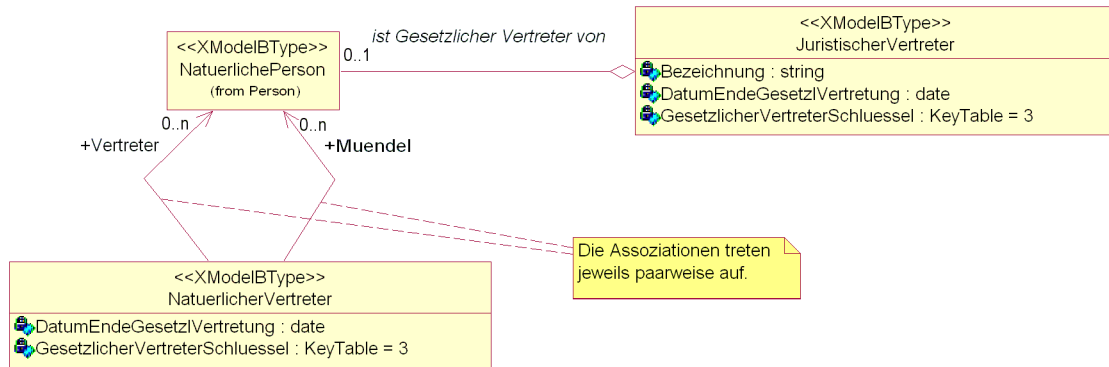 <<XModelBType>>
NatuerlichePerson
(from Person)
ist Gesetzlicher Vertreter von
0..1
<<XModelBType>>
JuristischerVertreter
Bezeichnung : string
DatumEndeGesetzlVertretung : date
GesetzlicherVertreterSchluessel : KeyTable = 3
0..n
0..n
+Vertreter
+Muendel
Die Assoziationen treten
jeweils paarweise auf.
<<XModelBType>>
NatuerlicherVertreter
DatumEndeGesetzlVertretung : date
GesetzlicherVertreterSchluessel : KeyTable = 3